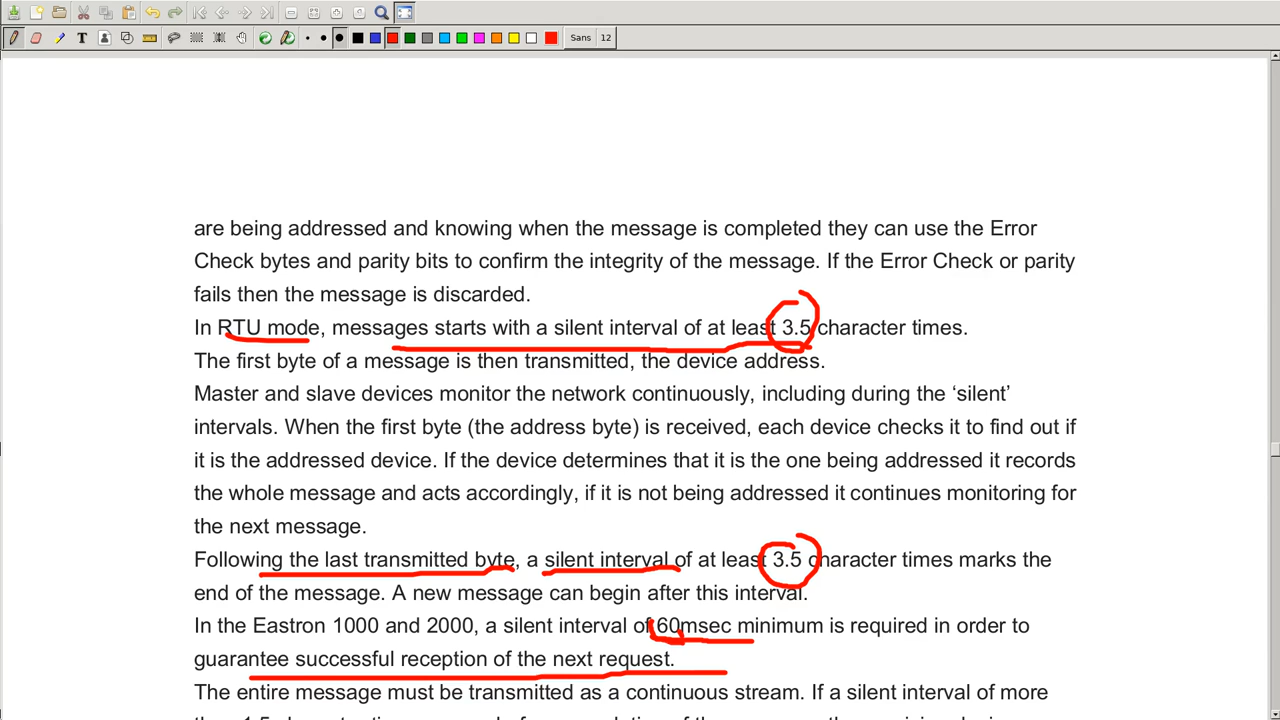 T
Sans 12
are being addressed and knowing when the message is completed they can use the Error
Check bytes and parity bits to confirm the integrity of the message. If the Error Check or parity
fails then the message is discarded.
In RTU mode, messages starts with a silent interval of at least 3.5 character times.
The first byte of a message is then transmitted, the device address.
Master and slave devices monitor the network continuously, including during the ‘silent’
intervals. When the first byte (the address byte) is received, each device checks it to find out if
it is the addressed device. If the device determines that it is the one being addressed it records
the whole message and acts accordingly, if it is not being addressed it continues monitoring for
the next message.
Following the last transmitted byte, a silent interval of at least 3.5 character times marks the
end of the message. A new message can begin after this interval.
In the Eastron 1000 and 2000, a silent interval of 60msec minimum is required in order to
guarantee successful reception of the next request.
The entire message must be transmitted as a continuous stream. If a silent interval of more